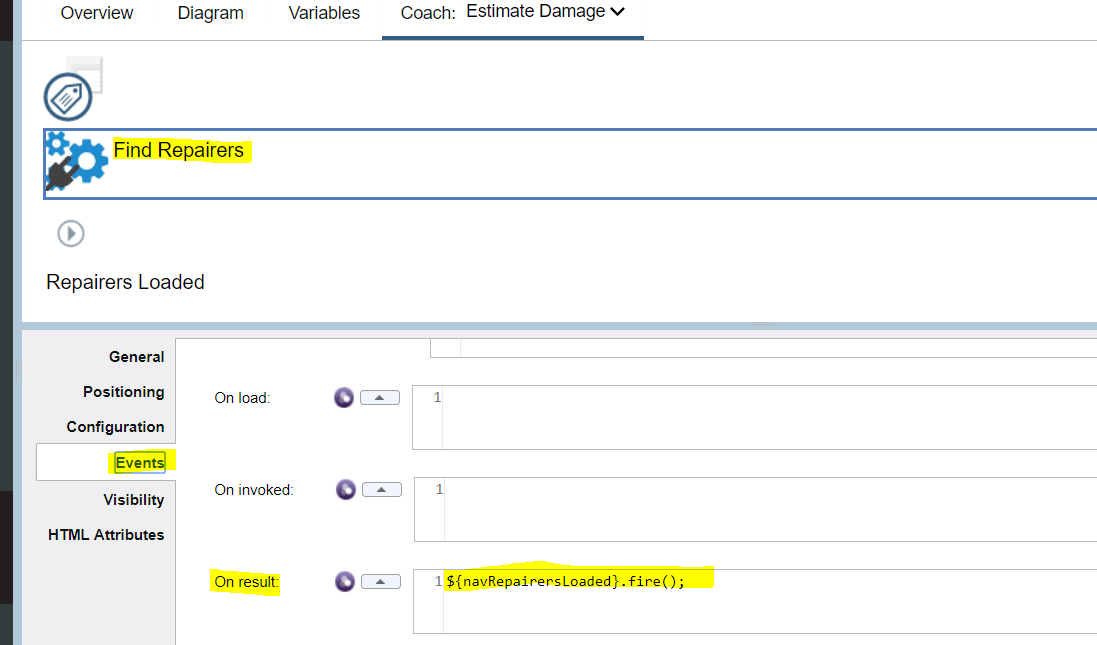 Overview Diagram Variables Coach: Estimate Damage
Find Repairers
Repairers Loaded
General
Positioning
Configuration
Events
Visibility
HTML Attributes
On load: 1
On invoked: 1
On result: 1 ${navRepairersLoaded}.fire();